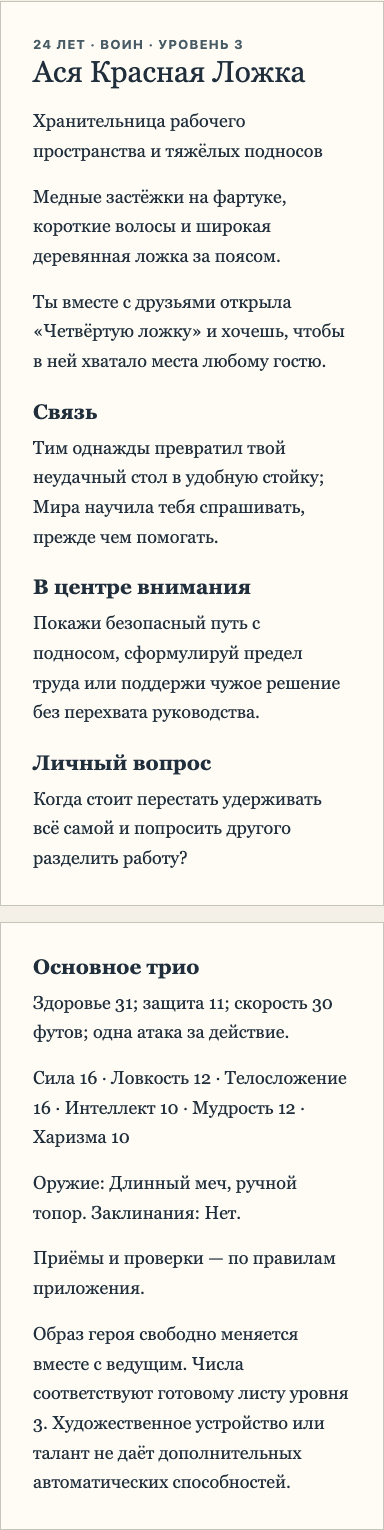 24 ЛЕТ · ВОИН · УРОВЕНЬ 3
Ася Красная Ложка
Хранительница рабочего
пространства и тяжёлых подносов
Медные застёжки на фартуке,
короткие волосы и широкая
деревянная ложка за поясом.
Ты вместе с друзьями открыла
«Четвёртую ложку» и хочешь, чтобы
в ней хватало места любому гостю.
Связь
Тим однажды превратил твой
неудачный стол в удобную стойку;
Мира научила тебя спрашивать,
прежде чем помогать.
В центре внимания
Покажи безопасный путь с
подносом, сформулируй предел
труда или поддержи чужое решение
без перехвата руководства.
Личный вопрос
Когда стоит перестать удерживать
всё самой и попросить другого
разделить работу?
Основное трио
Здоровье 31; защита 11; скорость 30
футов; одна атака за действие.
Сила 16 · Ловкость 12 · Телосложение
16 · Интеллект 10 · Мудрость 12 ·
Харизма 10
Оружие: Длинный меч, ручной
топор. Заклинания: Нет.
Приёмы и проверки — по правилам
приложения.
Образ героя свободно меняется
вместе с ведущим. Числа
соответствуют готовому листу уровня
3. Художественное устройство или
талант не даёт дополнительных
автоматических способностей.